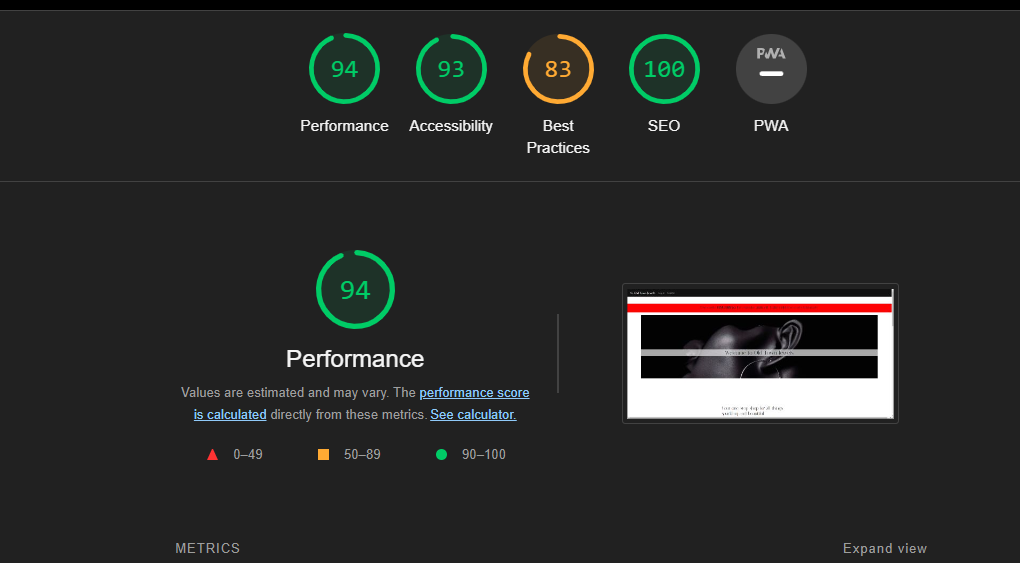 94
93
83
100
PWA
Performance
Accessibility
Best
Practices
SEO
PWA
94
Performance
Values are estimated and may vary. The performance score
is calculated directly from these metrics. See calculator.
0–49
50–89
90–100
METRICS
Expand view